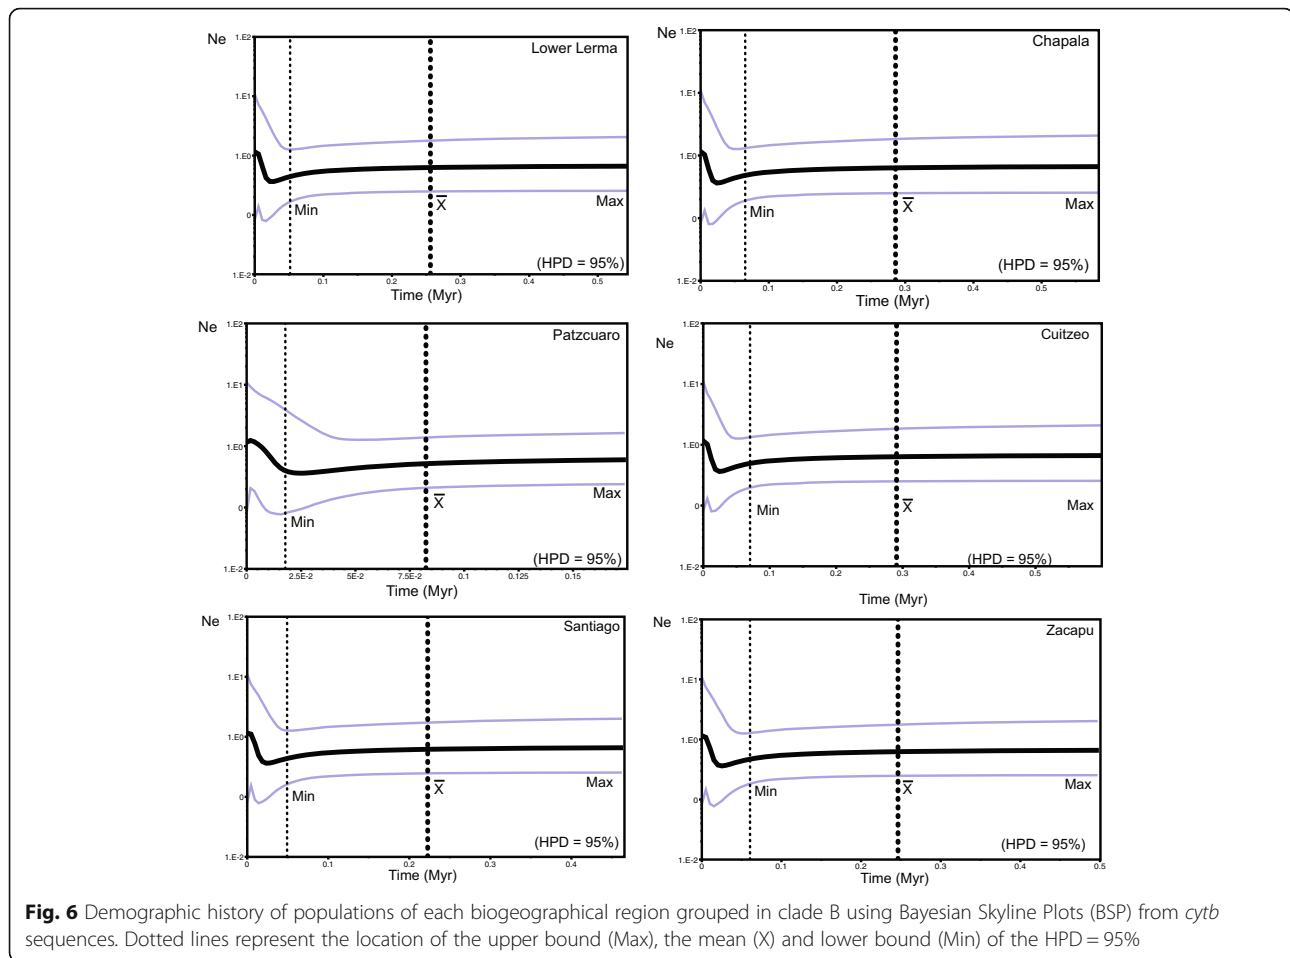 Ne
1.E2
1.E1
1.E0
0
1.E-2
Lower Lerma
Min
X̅
Max
(HPD = 95%)
0 0.1 0.2 0.3 0.4 0.5
Time (Myr)
Ne
1.E2
1.E1
1.E0
0
1.E-2
Chapala
Min
X̅
Max
(HPD = 95%)
0 0.1 0.2 0.3 0.4 0.5
Time (Myr)
Ne
1.E2
1.E1
1.E0
0
1.E-2
Patzcuaro
Min
X̅
Max
(HPD = 95%)
0 2.5E-2 5E-2 7.5E-2 0.1 0.125 0.15
Time (Myr)
Ne
1.E2
1.E1
1.E0
0
1.E-2
Cuitzeo
Min
X̅
Max
(HPD = 95%)
0 0.1 0.2 0.3 0.4 0.5
Time (Myr)
Ne
1.E2
1.E1
1.E0
0
1.E-2
Santiago
Min
X̅
Max
(HPD = 95%)
0.1 0.2 0.3 0.4
Time (Myr)
Ne
1.E2
1.E1
1.E0
0
1.E-2
Zacapu
Min
X̅
Max
(HPD = 95%)
0 0.1 0.2 0.3 0.4 0.5
Time (Myr)
Fig. 6 Demographic history of populations of each biogeographical region grouped in clade B using Bayesian Skyline Plots (BSP) from cytb
sequences. Dotted lines represent the location of the upper bound (Max), the mean (X) and lower bound (Min) of the HPD = 95%